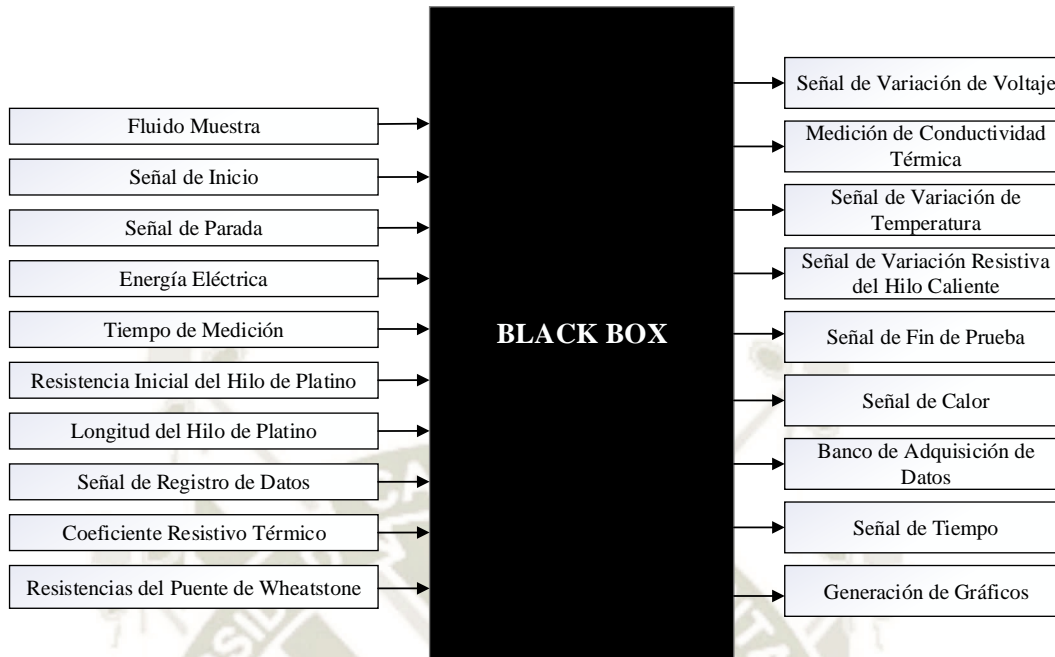 Fluido Muestra
Señal de Inicio
Señal de Parada
Energía Eléctrica
Tiempo de Medición
Resistencia Inicial del Hilo de Platino
Longitud del Hilo de Platino
Señal de Registro de Datos
Coeficiente Resistivo Térmico
Resistencias del Puente de Wheatstone
BLACK BOX
Señal de Variación de Voltaje
Medición de Conductividad
Térmica
Señal de Variación de
Temperatura
Señal de Variación Resistiva
del Hilo Caliente
Señal de Fin de Prueba
Señal de Calor
Banco de Adquisición de
Datos
Señal de Tiempo
Generación de Gráficos